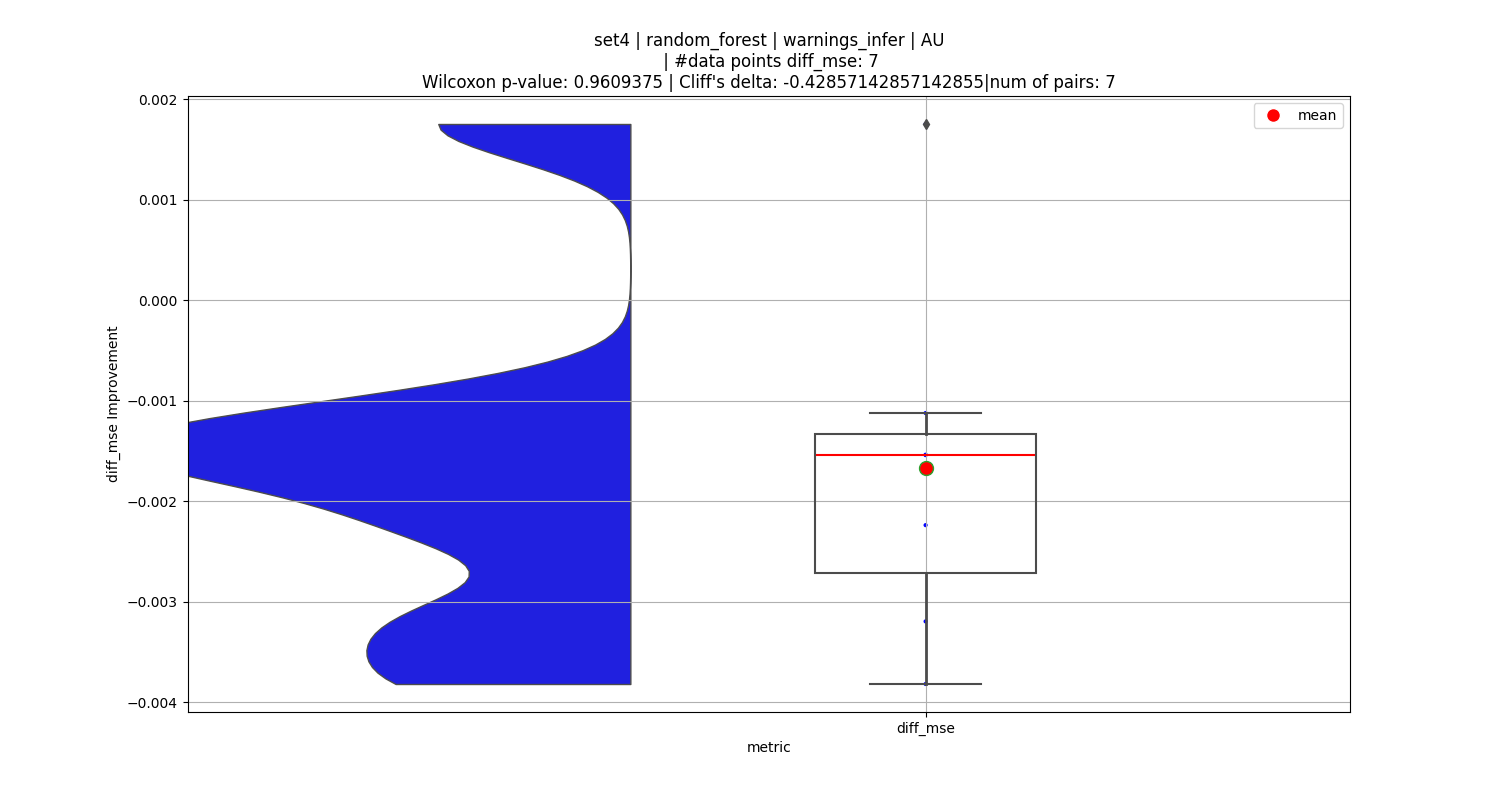 set4 | random_forest | warnings_infer | AU
| #data points diff_mse: 7
Wilcoxon p-value: 0.9609375 | Cliff's delta: -0.42857142857142855|num of pairs: 7
mean
0.002
0.001
0.000
−0.001
−0.002
−0.003
−0.004
diff_mse Improvement
diff_mse
metric